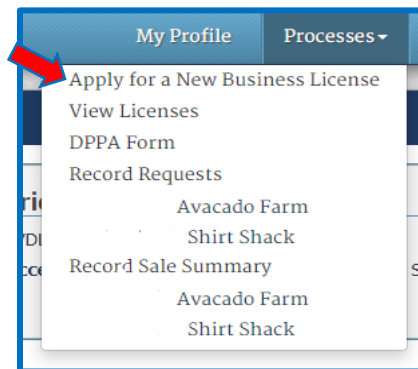 My Profile Processes
Apply for a New Business License
View Licenses
DPPA Form
Record Requests
Avacado Farm
Shirt Shack
Record Sale Summary
Avacado Farm
Shirt Shack